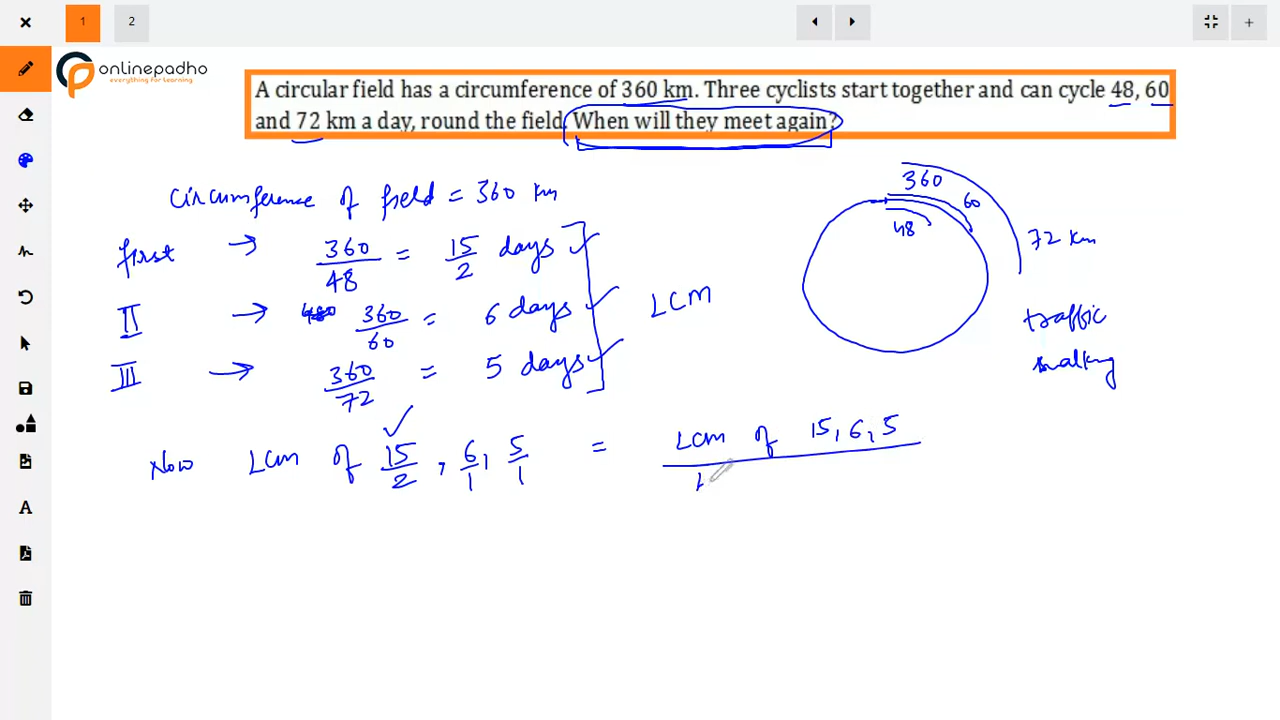 1 2
onlinepadho
everything for learning
A circular field has a circumference of 360 km. Three cyclists start together and can cycle 48, 60
and 72 km a day, round the field. When will they meet again?
Circumference of field = 360 km
first → 360/48 = 15/2 days
II → 360/60 = 6 days
III → 360/72 = 5 days
LCM
360
60
48
72 km
traffic
Now LCM of 15/2, 6/1, 5/1 = LCM of 15, 6, 5
A